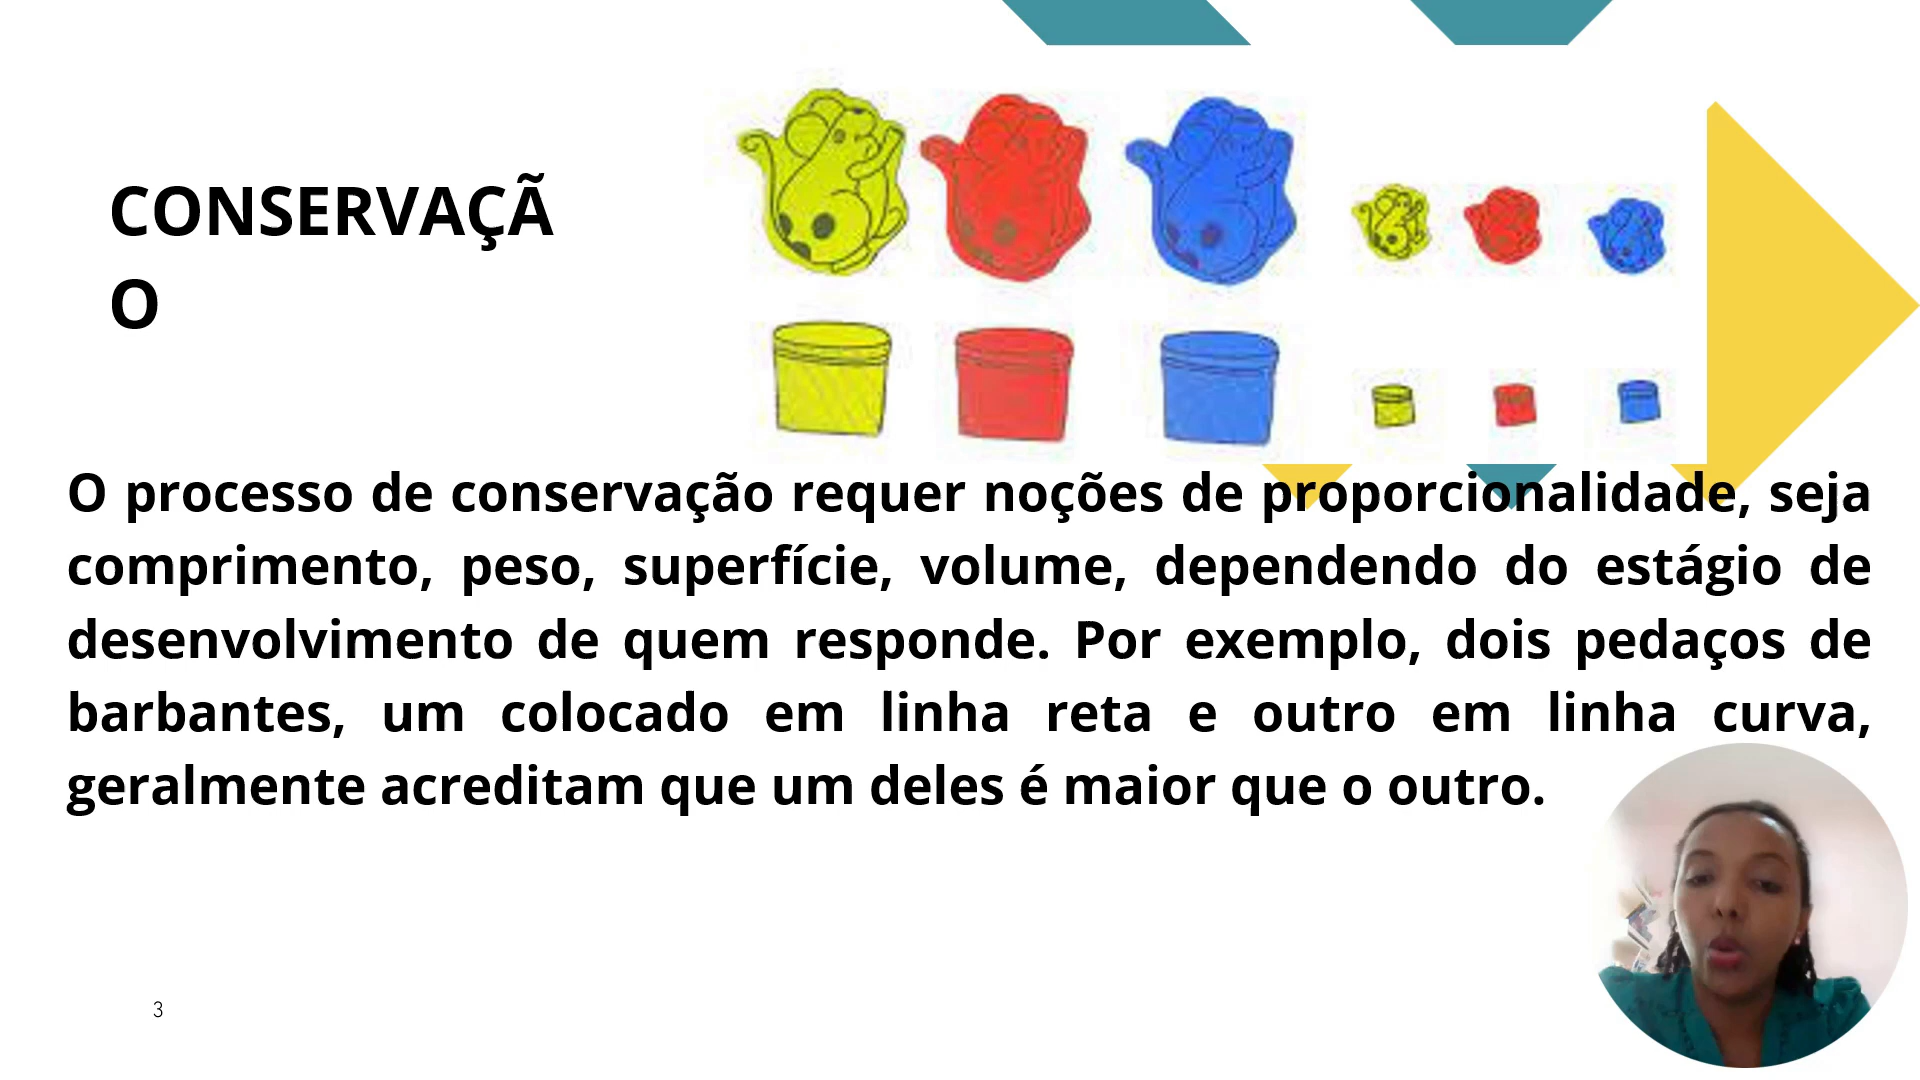 CONSERVAÇÃ
O
O processo de conservação requer noções de proporcionalidade, seja
comprimento, peso, superfície, volume, dependendo do estágio de
desenvolvimento de quem responde. Por exemplo, dois pedaços de
barbantes, um colocado em linha reta e outro em linha curva,
geralmente acreditam que um deles é maior que o outro.
3